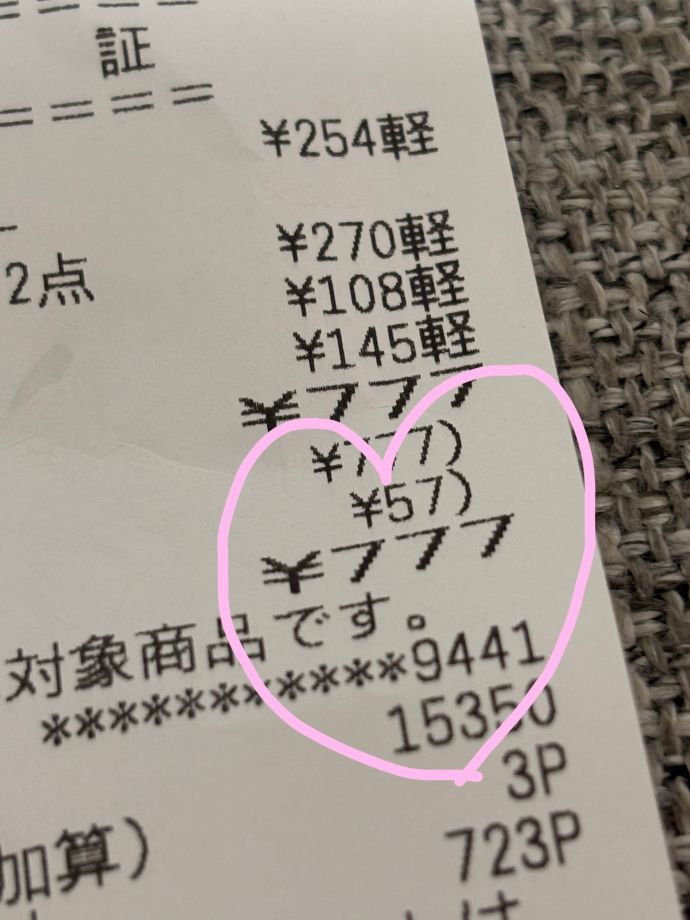 ====
証
====
¥254軽
¥270軽
2点
¥108軽
¥145軽
¥777
¥777)
¥57)
¥777
対象商品です。
***********9441
15350
3P
加算)
723P